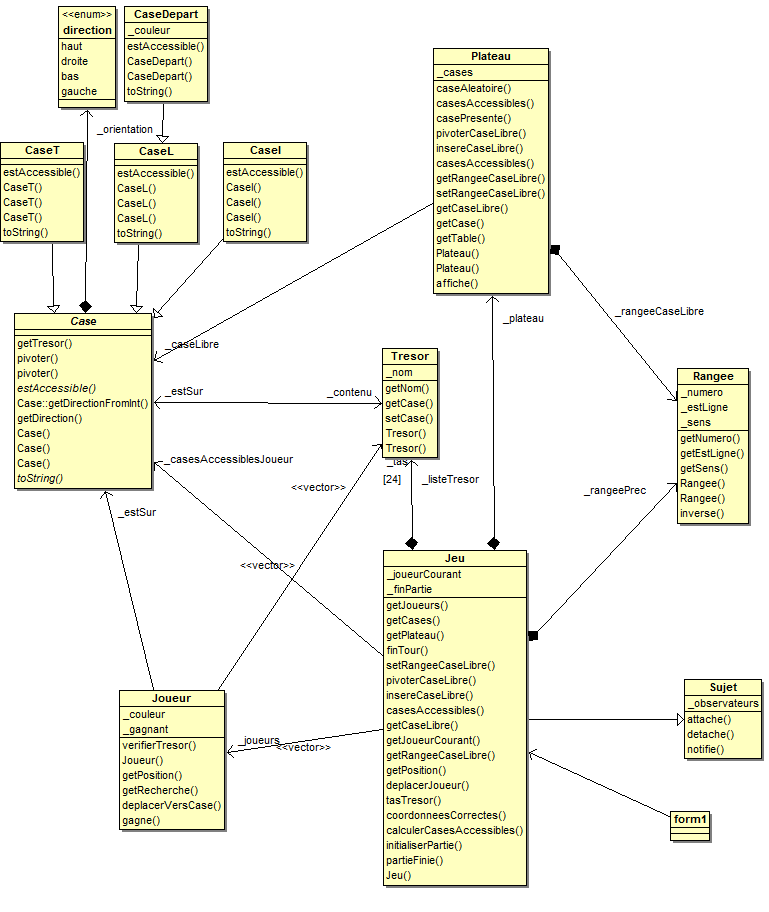 <<enum>>
direction
haut
droite
bas
gauche
CaseDepart
_couleur
estAccessible()
CaseDepart()
CaseDepart()
toString()
_orientation
CaseT
estAccessible()
CaseT()
CaseT()
CaseT()
toString()
CaseL
estAccessible()
CaseL()
CaseL()
CaseL()
toString()
CaseI
estAccessible()
CaseI()
CaseI()
CaseI()
toString()
Plateau
_cases
caseAleatoire()
casesAccessibles()
casePresente()
pivoterCaseLibre()
insereCaseLibre()
casesAccessibles()
getRangeeCaseLibre()
setRangeeCaseLibre()
getCaseLibre()
getCase()
getTable()
Plateau()
Plateau()
affiche()
Case
getTresor()
pivoter()
pivoter()
estAccessible()
Case::getDirectionFromInt()
getDirection()
Case()
Case()
Case()
toString()
_caseLibre
_estSur
_contenu
_casesAccessiblesJoueur
_plateau
_rangeeCaseLibre
Tresor
_nom
getNom()
getCase()
setCase()
Tresor()
Tresor()
_tas
[24]
_listeTresor
<<vector>>
Rangee
_numero
_estLigne
_sens
getNumero()
getEstLigne()
getSens()
Rangee()
Rangee()
inverse()
_rangeePrec
_estSur
<<vector>>
Jeu
_joueurCourant
_finPartie
getJoueurs()
getCases()
getPlateau()
finTour()
setRangeeCaseLibre()
pivoterCaseLibre()
insereCaseLibre()
casesAccessibles()
getCaseLibre()
getJoueurCourant()
getRangeeCaseLibre()
getPosition()
deplacerJoueur()
tasTresor()
coordonneesCorrectes()
calculerCasesAccessibles()
initialiserPartie()
partieFinie()
Jeu()
Joueur
_couleur
_gagnant
verifierTresor()
Joueur()
getPosition()
getRecherche()
deplacerVersCase()
gagne()
_joueurs
<<vector>>
Sujet
_observateurs
attache()
detache()
notifie()
form1